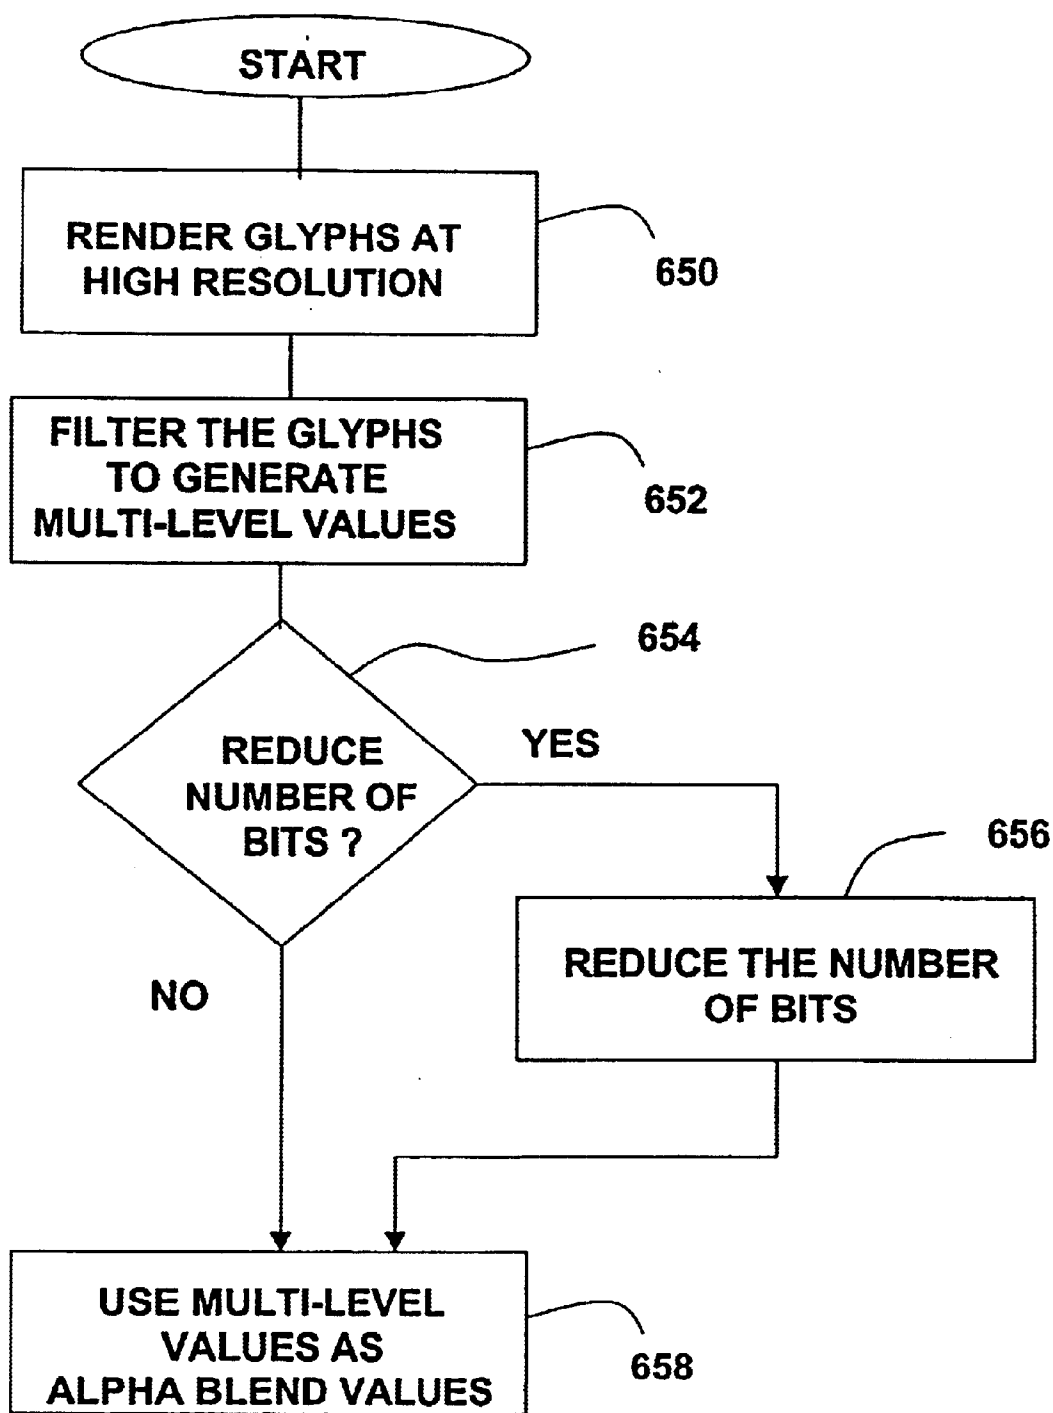 START
RENDER GLYPHS AT
HIGH RESOLUTION
650
FILTER THE GLYPHS
TO GENERATE
MULTI-LEVEL VALUES
652
654
REDUCE
NUMBER OF
BITS ?
YES
656
REDUCE THE NUMBER
OF BITS
NO
USE MULTI-LEVEL
VALUES AS
ALPHA BLEND VALUES
658